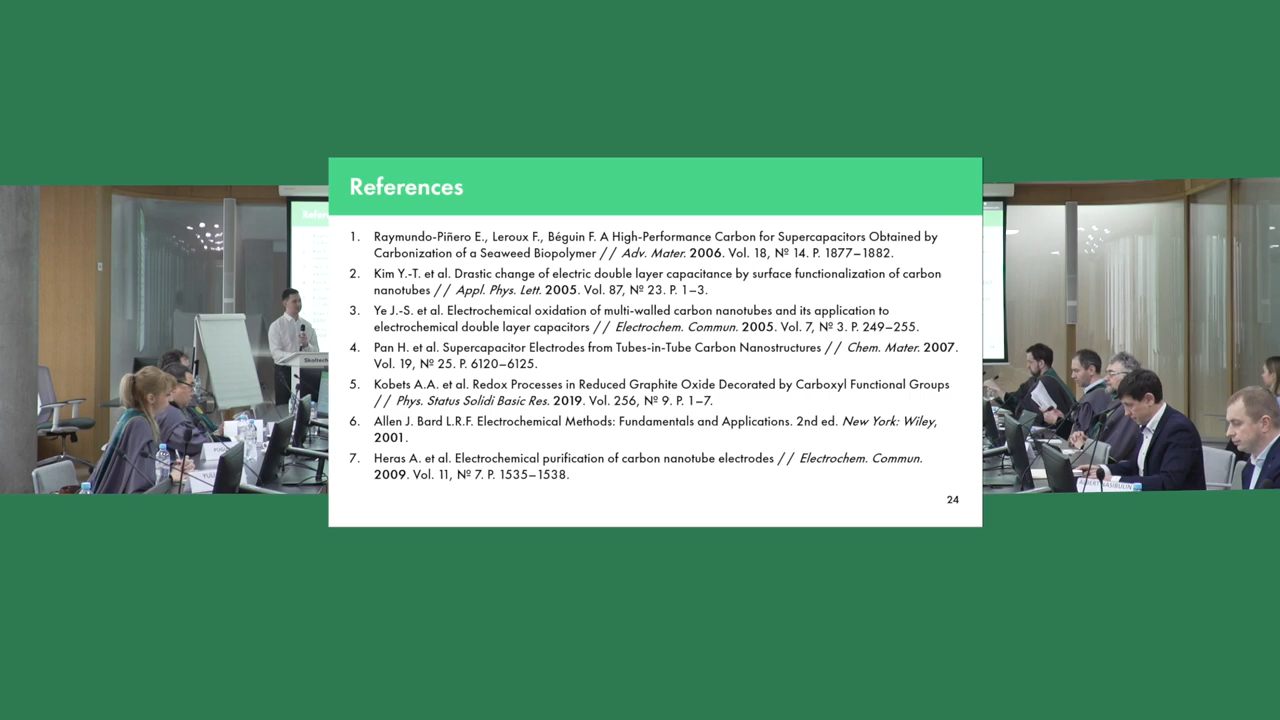 References
1. Raymundo-Piñero E., Leroux F., Béguin F. A High-Performance Carbon for Supercapacitors Obtained by
Carbonization of a Seaweed Biopolymer // Adv. Mater. 2006. Vol. 18, № 14. P. 1877–1882.
2. Kim Y.-T. et al. Drastic change of electric double layer capacitance by surface functionalization of carbon
nanotubes // Appl. Phys. Lett. 2005. Vol. 87, № 23. P. 1–3.
3. Ye J.-S. et al. Electrochemical oxidation of multi-walled carbon nanotubes and its application to
electrochemical double layer capacitors // Electrochem. Commun. 2005. Vol. 7, № 3. P. 249–255.
4. Pan H. et al. Supercapacitor Electrodes from Tubes-in-Tube Carbon Nanostructures // Chem. Mater. 2007.
Vol. 19, № 25. P. 6120–6125.
5. Kobets A.A. et al. Redox Processes in Reduced Graphite Oxide Decorated by Carboxyl Functional Groups
// Phys. Status Solidi Basic Res. 2019. Vol. 256, № 9. P. 1–7.
6. Allen J. Bard L.R.F. Electrochemical Methods: Fundamentals and Applications. 2nd ed. New York: Wiley,
2001.
7. Heras A. et al. Electrochemical purification of carbon nanotube electrodes // Electrochem. Commun.
2009. Vol. 11, № 7. P. 1535–1538.
24
Refer
Skoltech